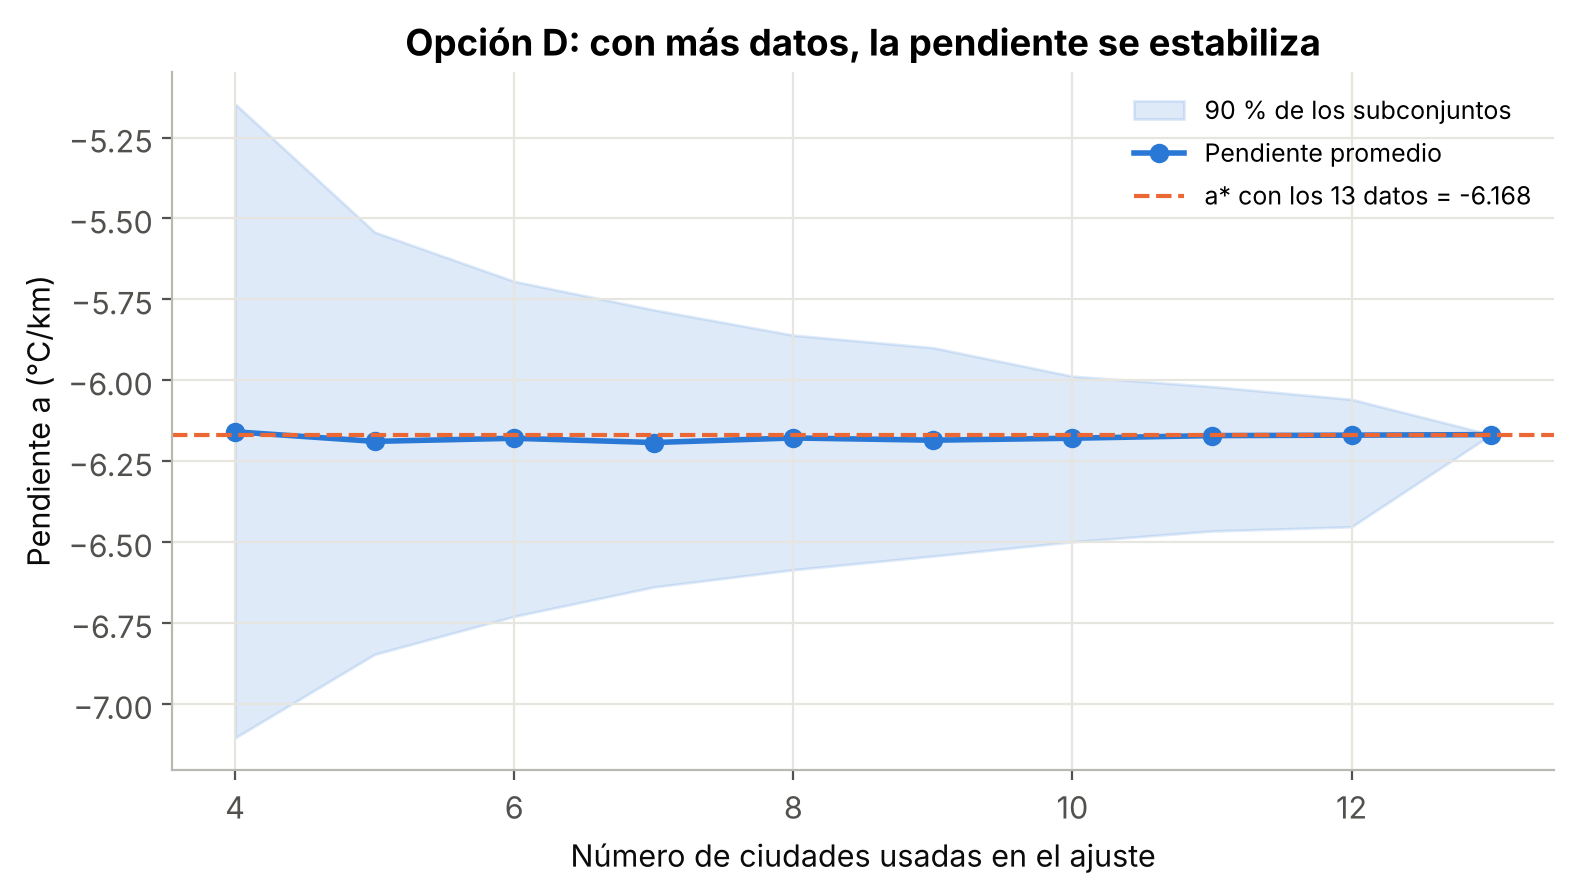 Opción D: con más datos, la pendiente se estabiliza
90 % de los subconjuntos
Pendiente promedio
a* con los 13 datos = -6.168
Pendiente a (°C/km)
−5.25
−5.50
−5.75
−6.00
−6.25
−6.50
−6.75
−7.00
4 6 8 10 12
Número de ciudades usadas en el ajuste